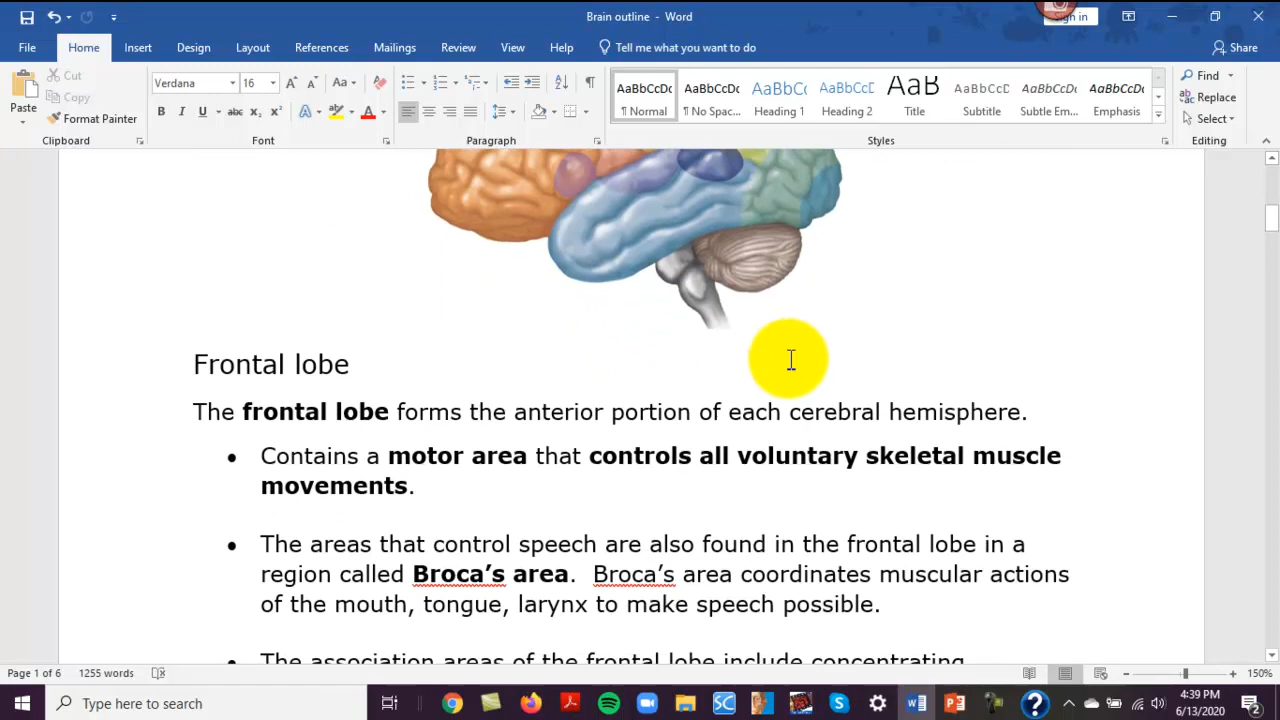 Brain outline - Word
Sign in
File Home Insert Design Layout References Mailings Review View Help Tell me what you want to do Share
Paste
Cut
Copy
Format Painter
Clipboard
Verdana 16
B I U abc x₂ x² A A
Font
Paragraph
AaBbCcDc AaBbCcDc AaBbCc AaBbCcE AaB AaBbCcD AaBbCcDc AaBbCcDc
¶ Normal ¶ No Spac... Heading 1 Heading 2 Title Subtitle Subtle Em... Emphasis
Styles
Find
Replace
Select
Editing
Frontal lobe
The frontal lobe forms the anterior portion of each cerebral hemisphere.
• Contains a motor area that controls all voluntary skeletal muscle
movements.
• The areas that control speech are also found in the frontal lobe in a
region called Broca’s area. Broca’s area coordinates muscular actions
of the mouth, tongue, larynx to make speech possible.
• The association areas of the frontal lobe include concentrating
Page 1 of 6 1255 words 150%
Type here to search
4:39 PM
6/13/2020
2